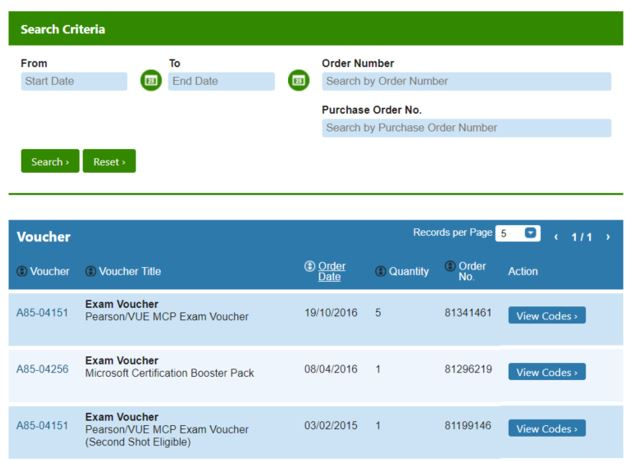 Search Criteria
From To Order Number
Start Date End Date Search by Order Number
Purchase Order No.
Search by Purchase Order Number
Search › Reset ›
Voucher Records per Page 5 ‹ 1 / 1 ›
Voucher Voucher Title Order Date Quantity Order No. Action
A85-04151 Exam Voucher 19/10/2016 5 81341461 View Codes ›
Pearson/VUE MCP Exam Voucher
A85-04256 Exam Voucher 08/04/2016 1 81296219 View Codes ›
Microsoft Certification Booster Pack
A85-04151 Exam Voucher 03/02/2015 1 81199146 View Codes ›
Pearson/VUE MCP Exam Voucher
(Second Shot Eligible)